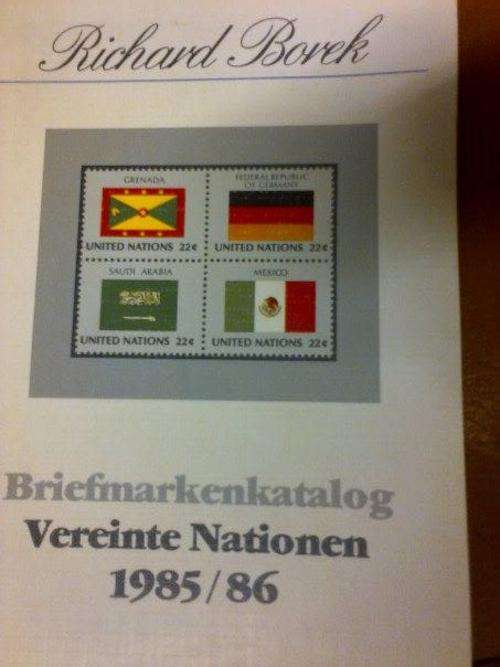 Richard Borek
GRENADA
FEDERAL REPUBLIC
OF GERMANY
UNITED NATIONS 22¢
UNITED NATIONS 22¢
SAUDI ARABIA
MEXICO
UNITED NATIONS 22¢
UNITED NATIONS 22¢
Briefmarkenkatalog
Vereinte Nationen
1985/86